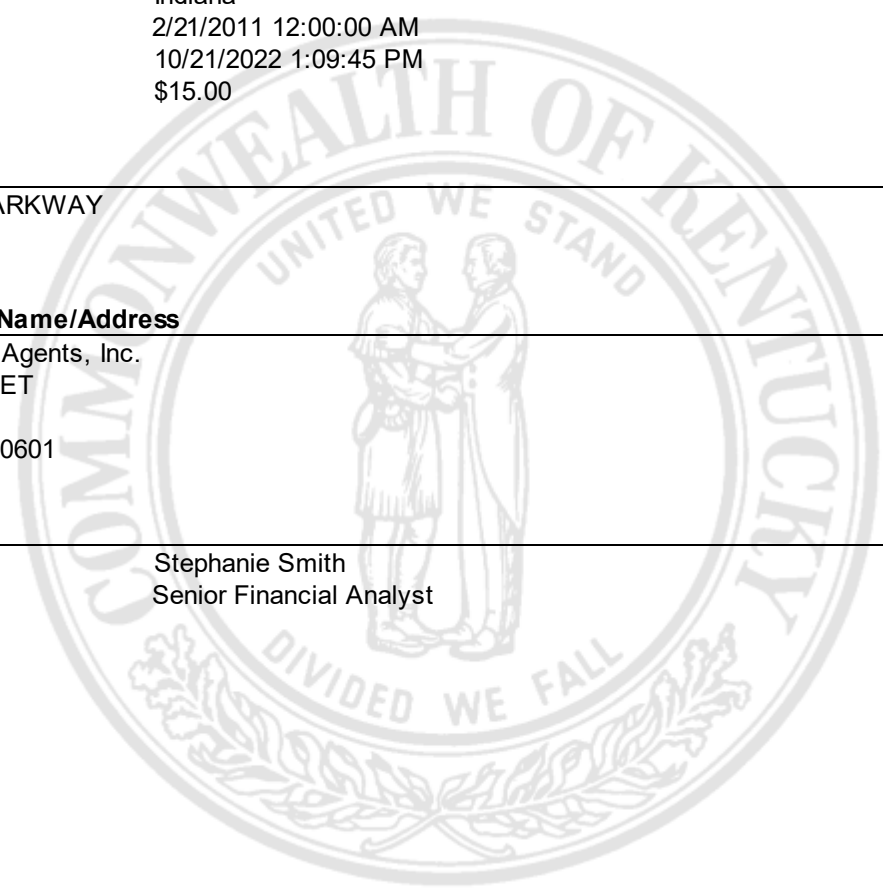 Indiana
2/21/2011 12:00:00 AM
10/21/2022 1:09:45 PM
$15.00
ARKWAY
Name/Address
Agents, Inc.
ET
0601
Stephanie Smith
Senior Financial Analyst
COMMONWEALTH OF KENTUCKY
UNITED WE STAND
DIVIDED WE FALL